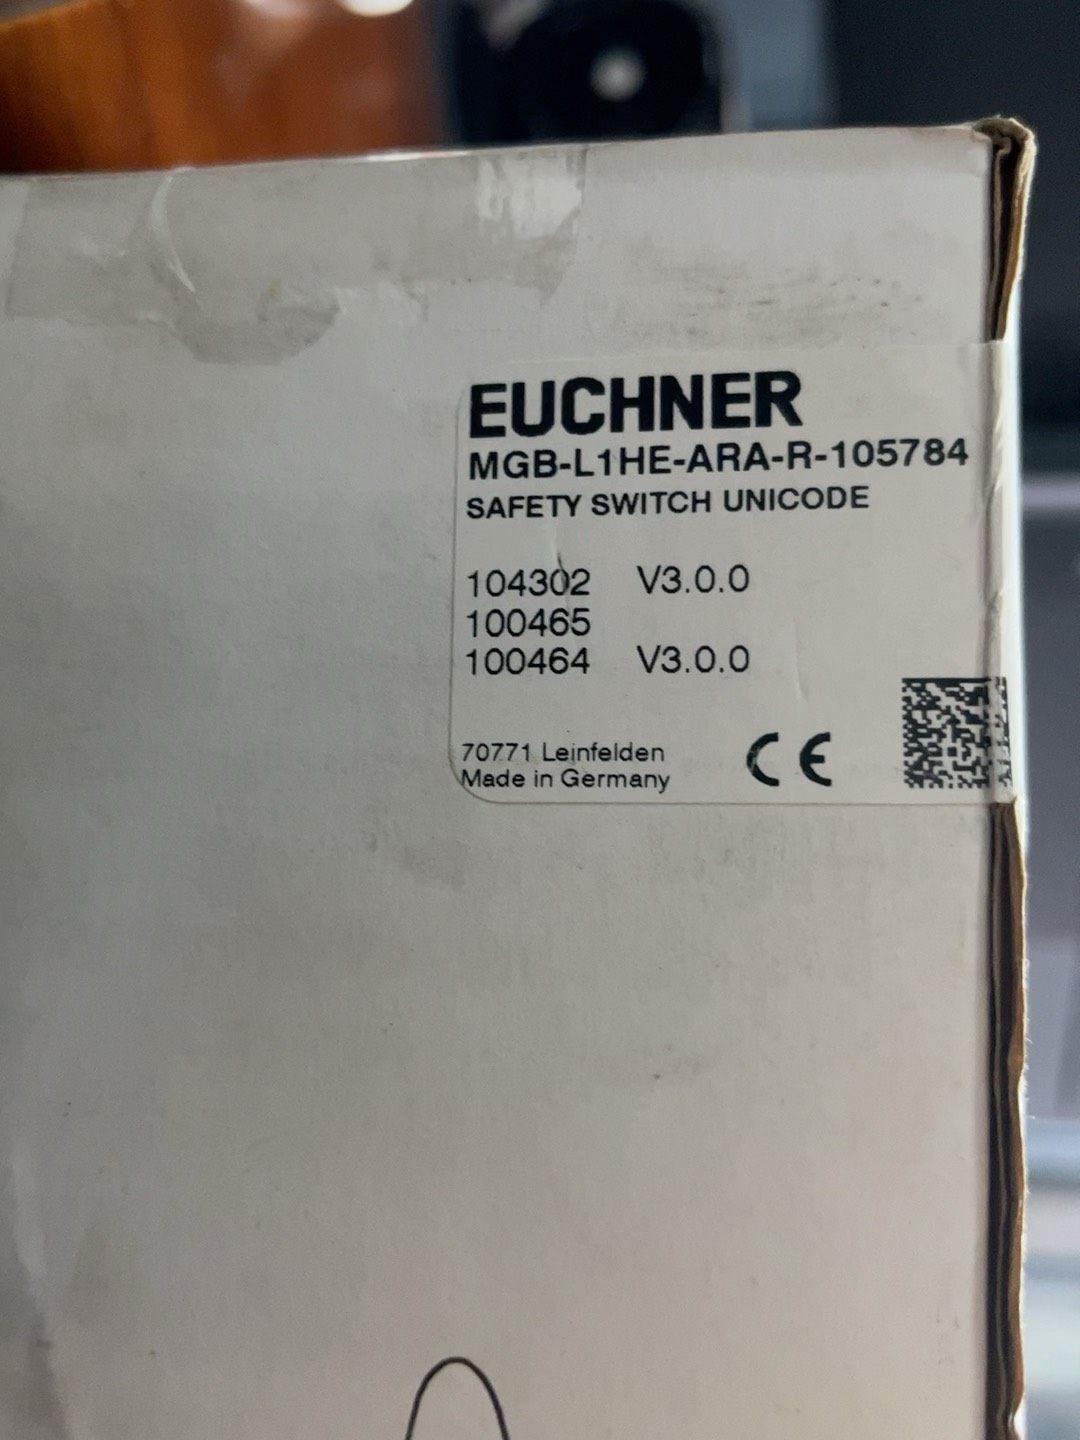 EUCHNER
MGB-L1HE-ARA-R-105784
SAFETY SWITCH UNICODE
104302 V3.0.0
100465
100464 V3.0.0
70771 Leinfelden
Made in Germany
CE